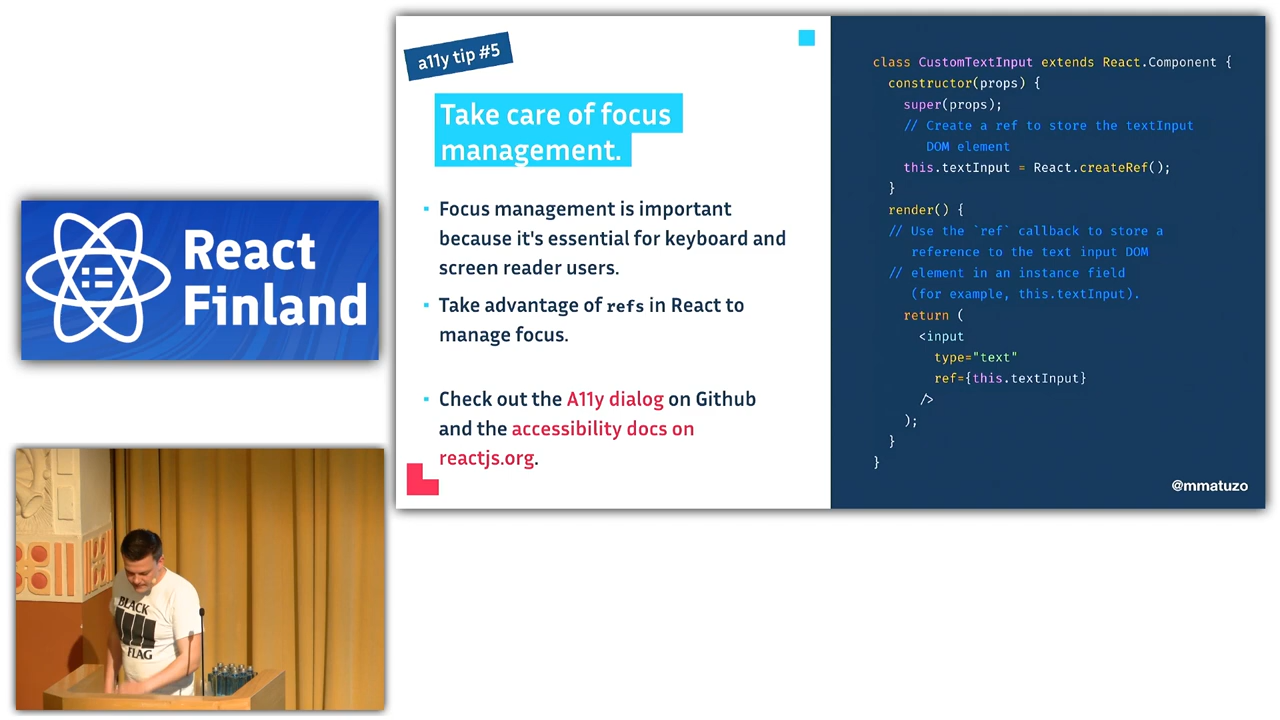 a11y tip #5
Take care of focus
management.
Focus management is important
because it's essential for keyboard and
screen reader users.
Take advantage of refs in React to
manage focus.
Check out the A11y dialog on Github
and the accessibility docs on
reactjs.org.
class CustomTextInput extends React.Component {
constructor(props) {
super(props);
// Create a ref to store the textInput
DOM element
this.textInput = React.createRef();
}
render() {
// Use the `ref` callback to store a
reference to the text input DOM
// element in an instance field
(for example, this.textInput).
return (
<input
type="text"
ref={this.textInput}
/>
);
}
}
@mmatuzo
React
Finland
BLACK
FLAG